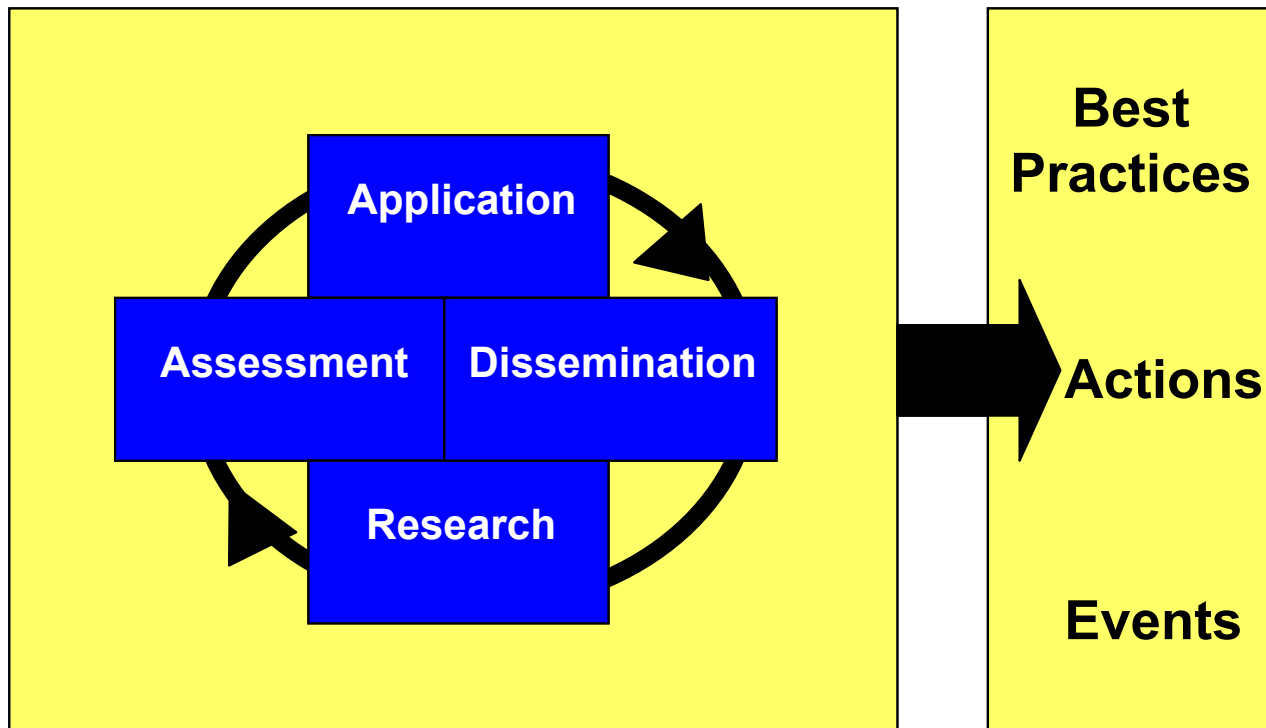 Application
Assessment
Dissemination
Research
Best
Practices
Actions
Events